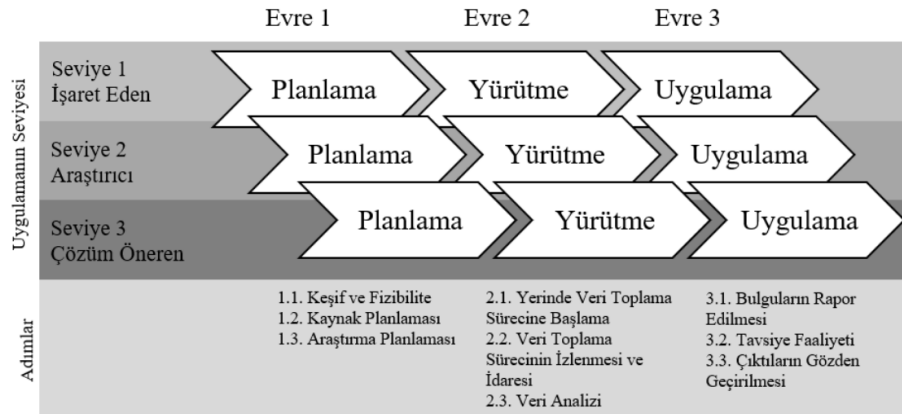 Evre 1
Evre 2
Evre 3
Uygulamanın Seviyesi
Seviye 1
İşaret Eden
Planlama
Yürütme
Uygulama
Seviye 2
Araştırıcı
Planlama
Yürütme
Uygulama
Seviye 3
Çözüm Öneren
Planlama
Yürütme
Uygulama
Adımlar
1.1. Keşif ve Fizibilite
1.2. Kaynak Planlaması
1.3. Araştırma Planlaması
2.1. Yerinde Veri Toplama
Sürecine Başlama
2.2. Veri Toplama
Sürecinin İzlenmesi ve
İdaresi
2.3. Veri Analizi
3.1. Bulguların Rapor
Edilmesi
3.2. Tavsiye Faaliyeti
3.3. Çıktıların Gözden
Geçirilmesi